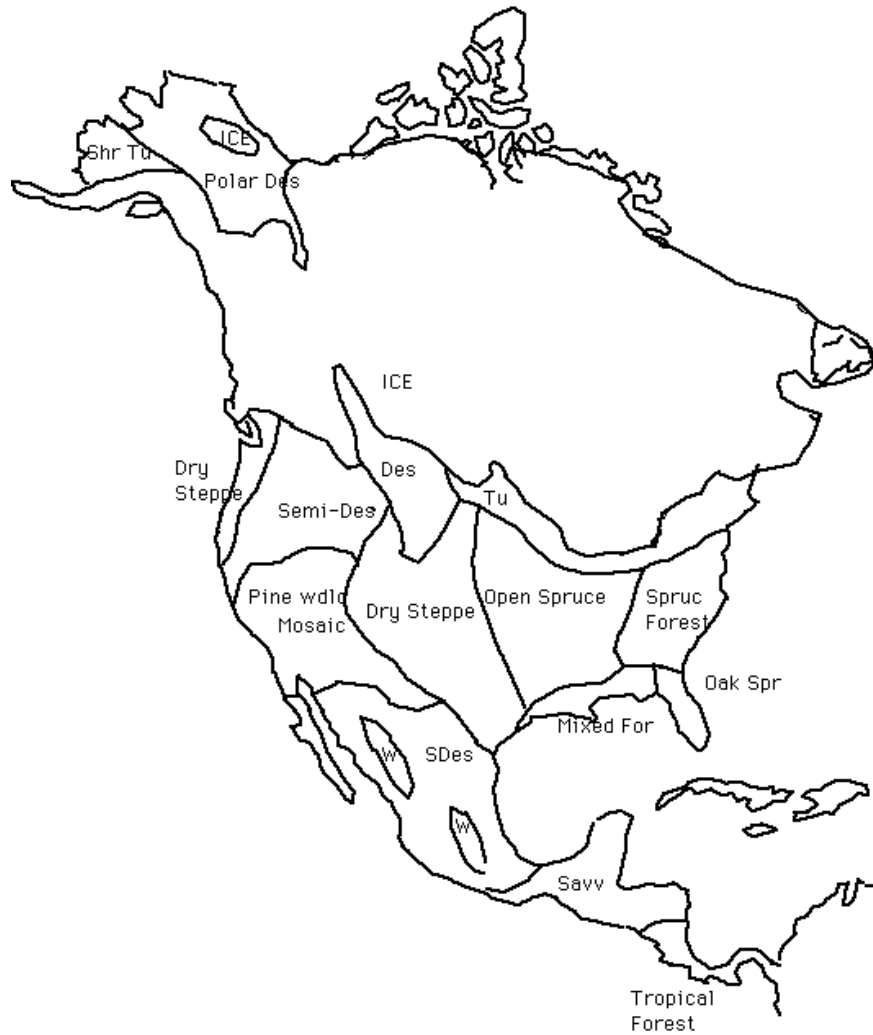 ICE
Shr Tu
Polar Des
ICE
Dry
Steppe
Des
Tu
Semi-Des
Pine wdld
Mosaic
Dry Steppe
Open Spruce
Spruc
Forest
Oak Spr
Mixed For
W
SDes
W
Savv
Tropical
Forest